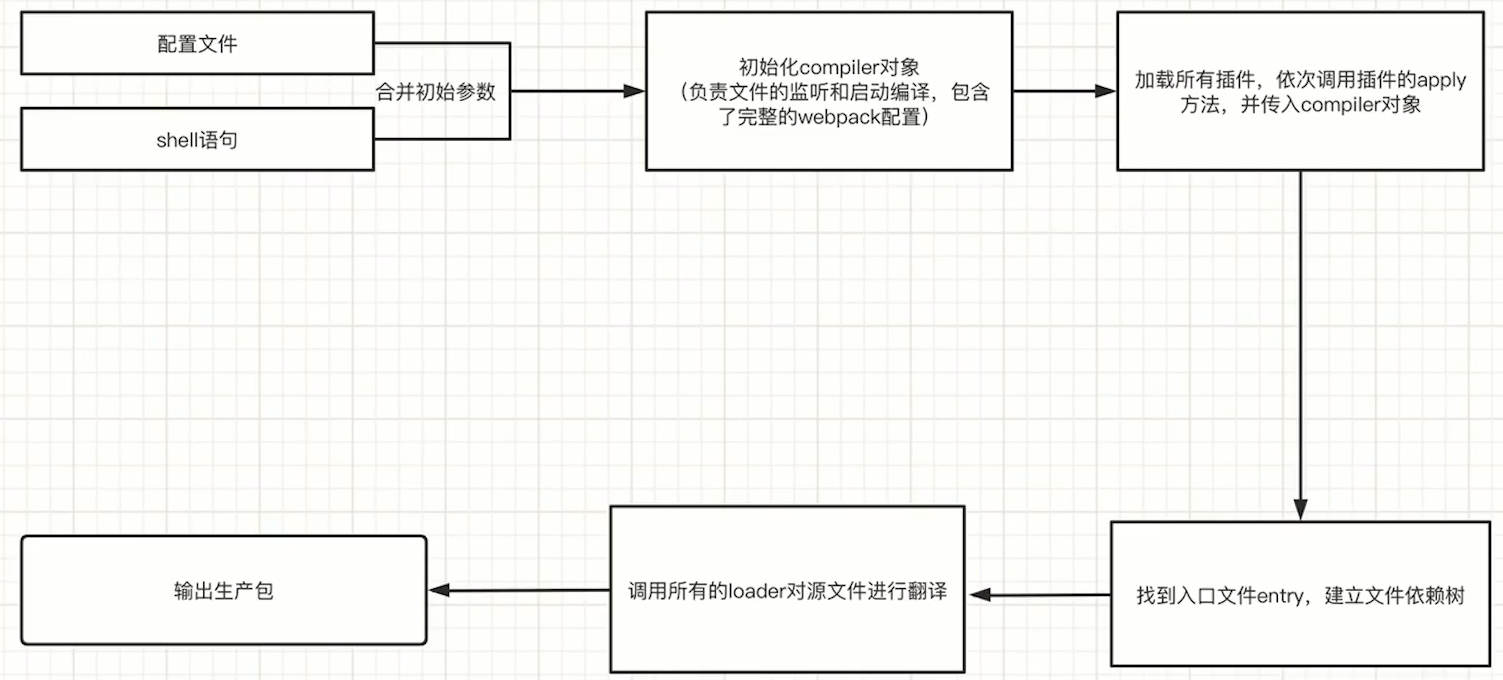 配置文件
合并初始参数
shell语句
初始化compiler对象
（负责文件的监听和启动编译，包含
了完整的webpack配置）
加载所有插件，依次调用插件的apply
方法，并传入compiler对象
找到入口文件entry，建立文件依赖树
调用所有的loader对源文件进行翻译
输出生产包